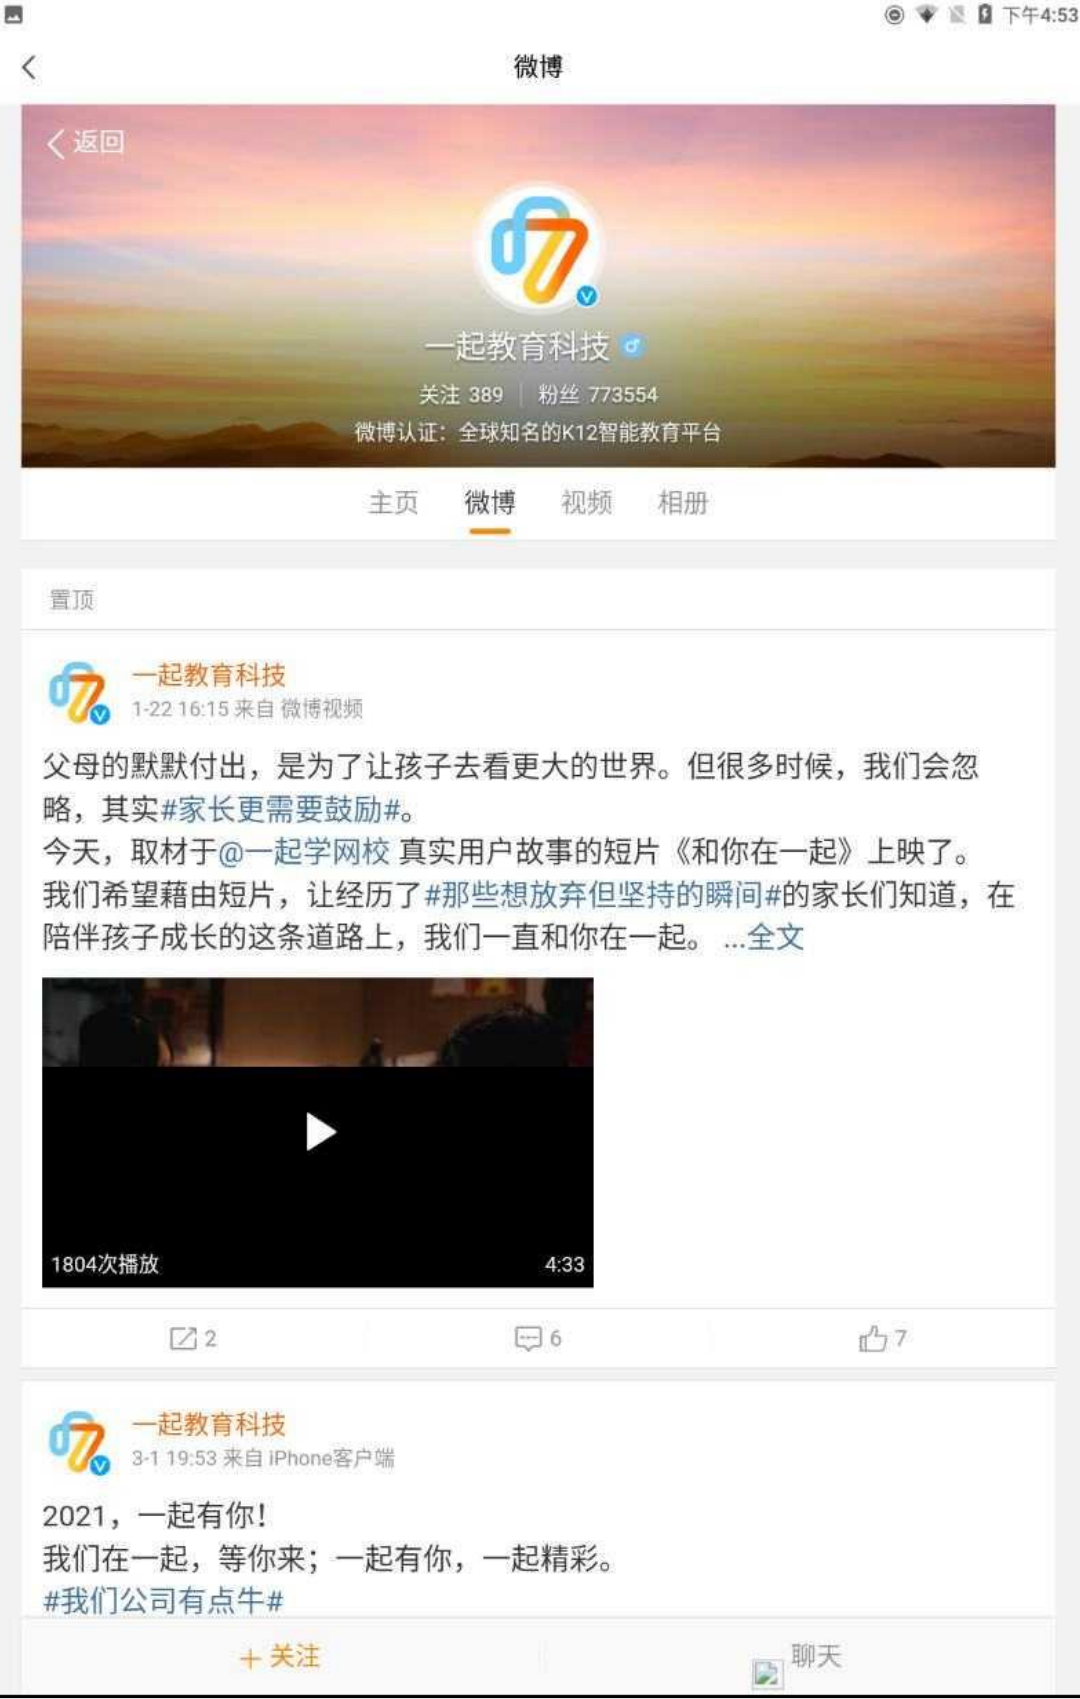 下午4:53
微博
返回
一起教育科技
关注 389 粉丝 773554
微博认证：全球知名的K12智能教育平台
主页 微博 视频 相册
置顶
一起教育科技
1-22 16:15 来自 微博视频
父母的默默付出，是为了让孩子去看更大的世界。但很多时候，我们会忽
略，其实#家长更需要鼓励#。
今天，取材于@一起学网校 真实用户故事的短片《和你在一起》上映了。
我们希望藉由短片，让经历了#那些想放弃但坚持的瞬间#的家长们知道，在
陪伴孩子成长的这条道路上，我们一直和你在一起。 ...全文
1804次播放 4:33
2 6 7
一起教育科技
3-1 19:53 来自 iPhone客户端
2021，一起有你！
我们在一起，等你来；一起有你，一起精彩。
#我们公司有点牛#
+ 关注 聊天